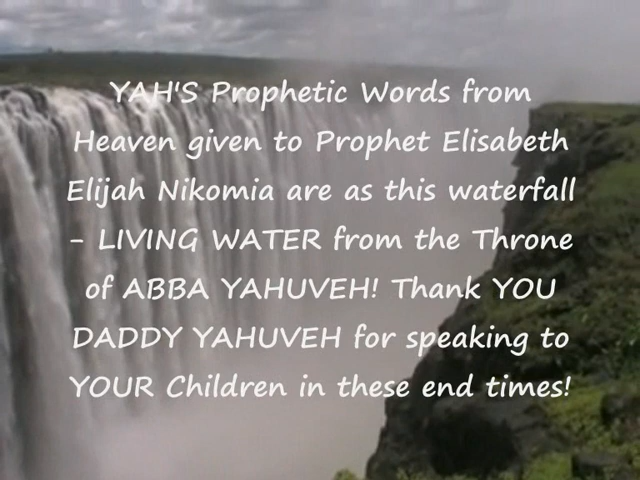 YAH'S Prophetic Words from
Heaven given to Prophet Elisabeth
Elijah Nikomia are as this waterfall
- LIVING WATER from the Throne
of ABBA YAHUVEH! Thank YOU
DADDY YAHUVEH for speaking to
YOUR Children in these end times!